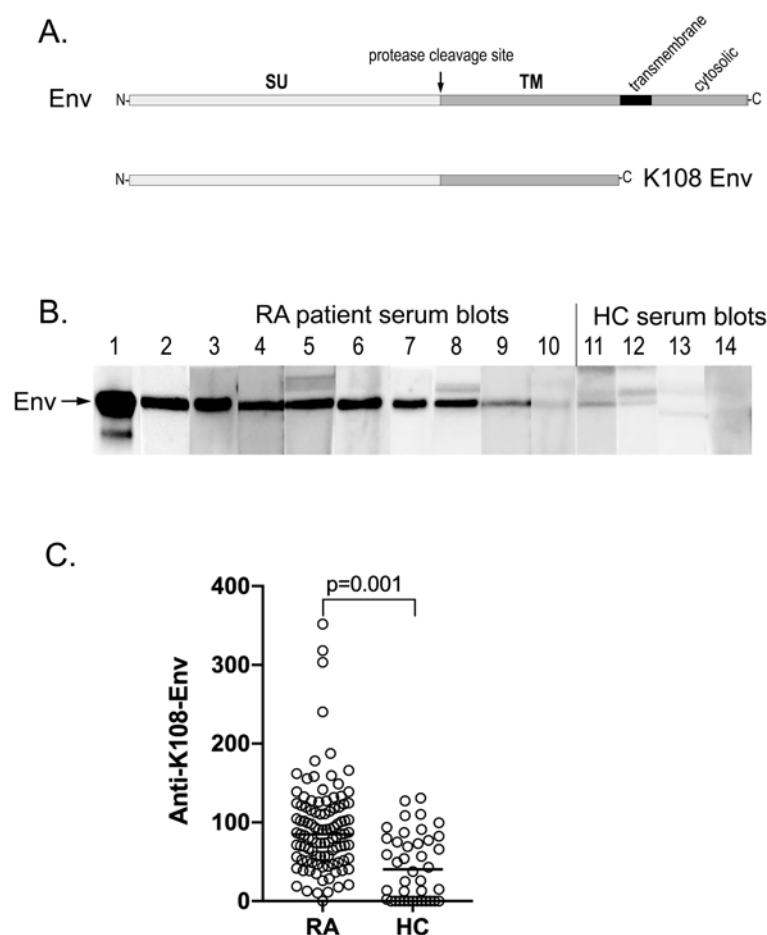 A.
protease cleavage site
transmembrane
cytosolic
SU
TM
Env
N-
-C
N-
-C
K108 Env
B.
RA patient serum blots
HC serum blots
1 2 3 4 5 6 7 8 9 10 11 12 13 14
Env
C.
400
p=0.001
300
200
100
0
Anti-K108-Env
RA HC